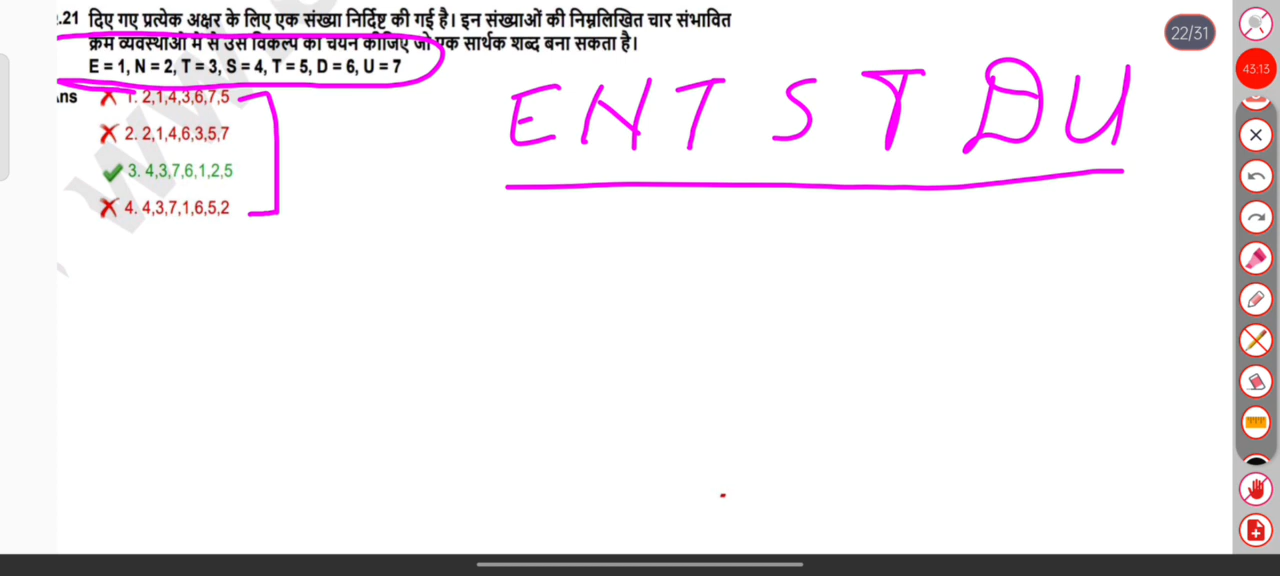 .21 दिए गए प्रत्येक अक्षर के लिए एक संख्या निर्दिष्ट की गई है। इन संख्याओं की निम्नलिखित चार संभावित
क्रम व्यवस्थाओं में से उस विकल्प का चयन कीजिए जो एक सार्थक शब्द बना सकता है।
E = 1, N = 2, T = 3, S = 4, T = 5, D = 6, U = 7
ns
1. 2,1,4,3,6,7,5
2. 2,1,4,6,3,5,7
3. 4,3,7,6,1,2,5
4. 4,3,7,1,6,5,2
E N T S T D U
22/31
43:13